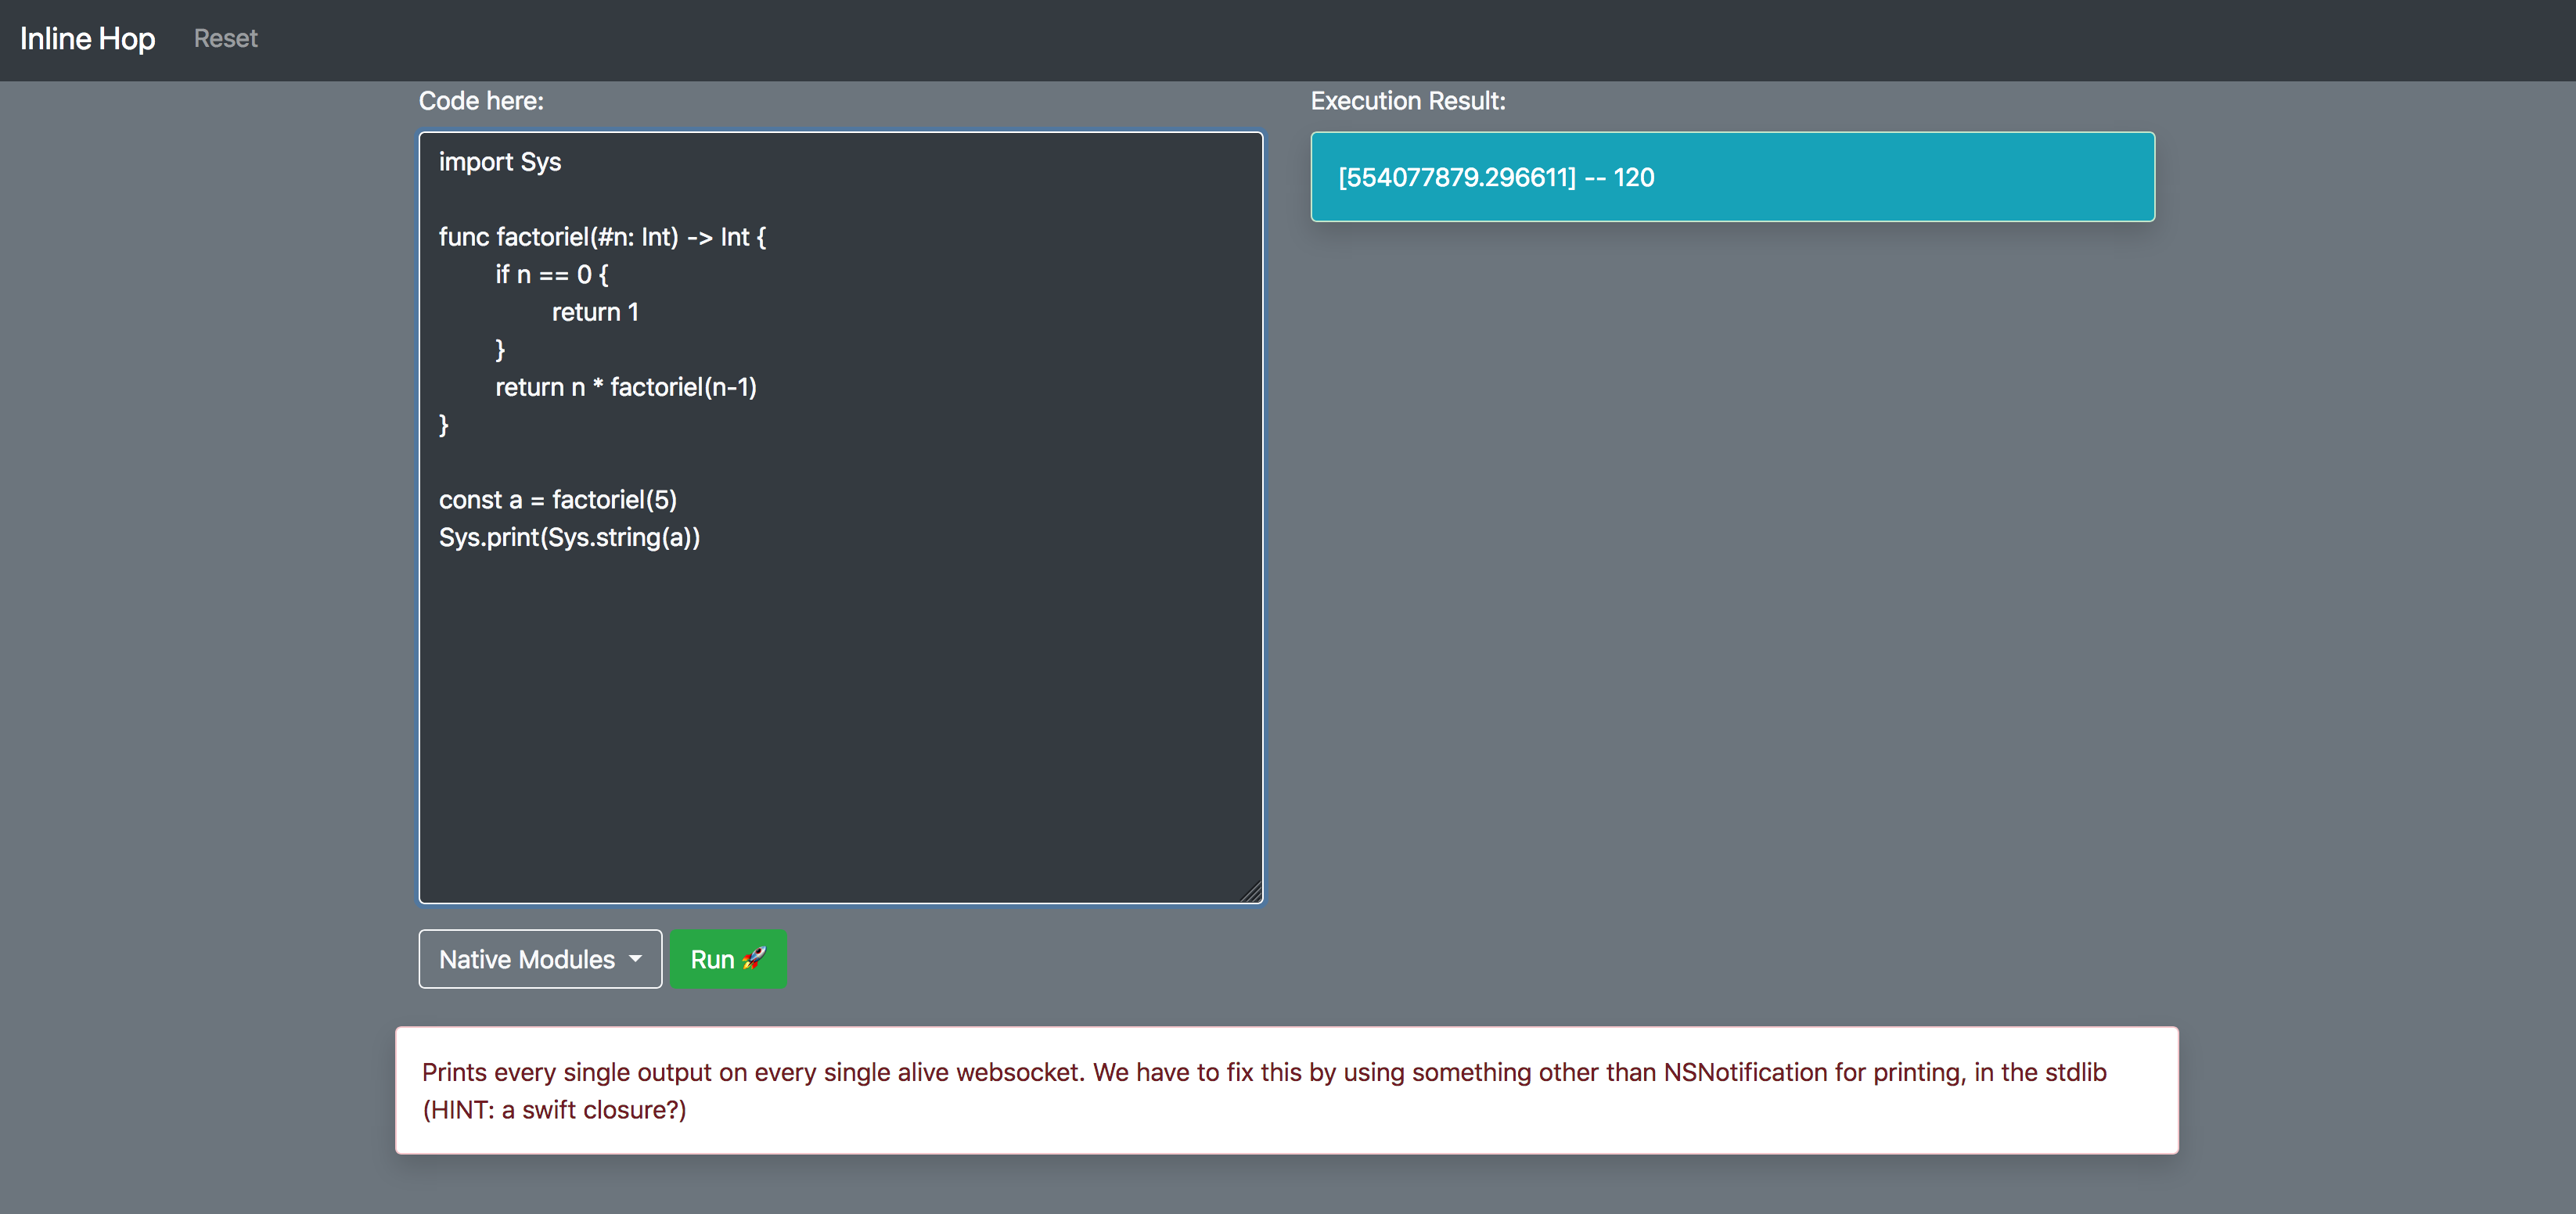 Inline Hop Reset
Code here:
import Sys
func factoriel(#n: Int) -> Int {
if n == 0 {
return 1
}
return n * factoriel(n-1)
}
const a = factoriel(5)
Sys.print(Sys.string(a))
Native Modules
Run 🚀
Execution Result:
[554077879.296611] -- 120
Prints every single output on every single alive websocket. We have to fix this by using something other than NSNotification for printing, in the stdlib
(HINT: a swift closure?)